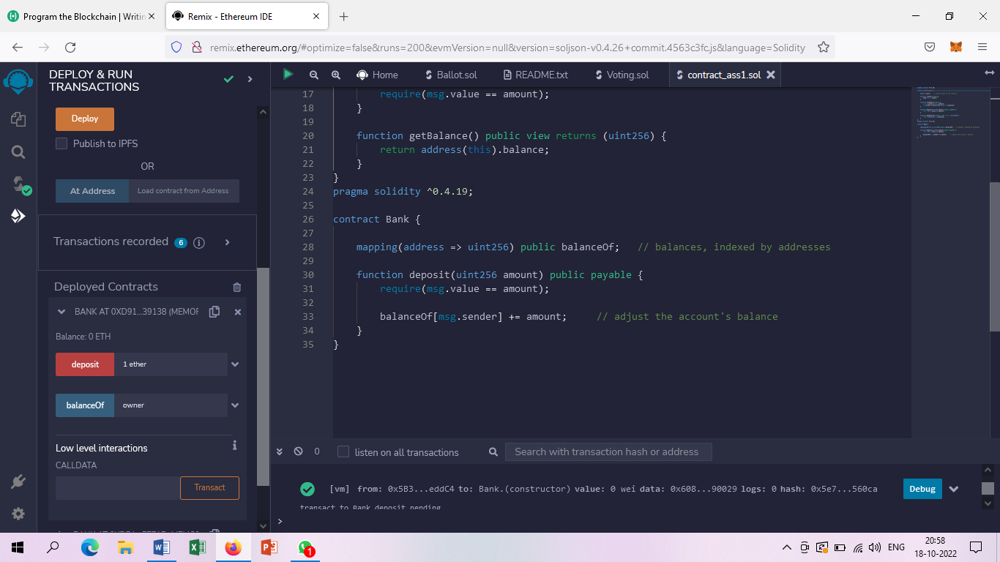 Program the Blockchain | Writin
Remix - Ethereum IDE
remix.ethereum.org/#optimize=false&runs=200&evmVersion=null&version=soljson-v0.4.26+commit.4563c3fc.js&language=Solidity
DEPLOY & RUN
TRANSACTIONS
Deploy
Publish to IPFS
OR
At Address Load contract from Address
Transactions recorded 6 i
Deployed Contracts
BANK AT 0XD91...39138 (MEMOR
Balance: 0 ETH
deposit 1 ether
balanceOf owner
Low level interactions i
CALLDATA
Transact
Home Ballot.sol README.txt Voting.sol contract_ass1.sol
17 require(msg.value == amount);
18 }
19
20 function getBalance() public view returns (uint256) {
21 return address(this).balance;
22 }
23 }
24 pragma solidity ^0.4.19;
25
26 contract Bank {
27
28 mapping(address => uint256) public balanceOf; // balances, indexed by addresses
29
30 function deposit(uint256 amount) public payable {
31 require(msg.value == amount);
32
33 balanceOf[msg.sender] += amount; // adjust the account's balance
34 }
35 }
0 listen on all transactions Search with transaction hash or address
[vm] from: 0x5B3...eddC4 to: Bank.(constructor) value: 0 wei data: 0x608...90029 logs: 0 hash: 0x5e7...560ca Debug
transact to Bank.deposit pending
>
1
ENG 20:58
18-10-2022